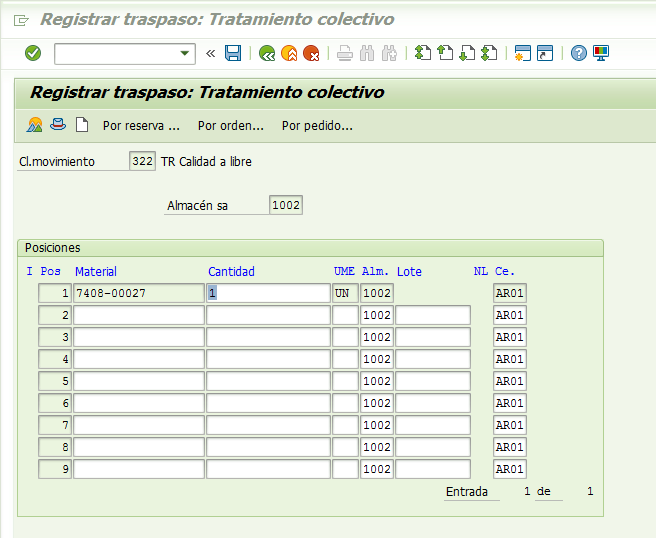 Registrar traspaso: Tratamiento colectivo
Registrar traspaso: Tratamiento colectivo
Por reserva ... Por orden... Por pedido...
Cl.movimiento 322 TR Calidad a libre
Almacén sa 1002
Posiciones
I Pos Material Cantidad UME Alm. Lote NL Ce.
1 7408-00027 1 UN 1002 AR01
2 1002 AR01
3 1002 AR01
4 1002 AR01
5 1002 AR01
6 1002 AR01
7 1002 AR01
8 1002 AR01
9 1002 AR01
Entrada 1 de 1